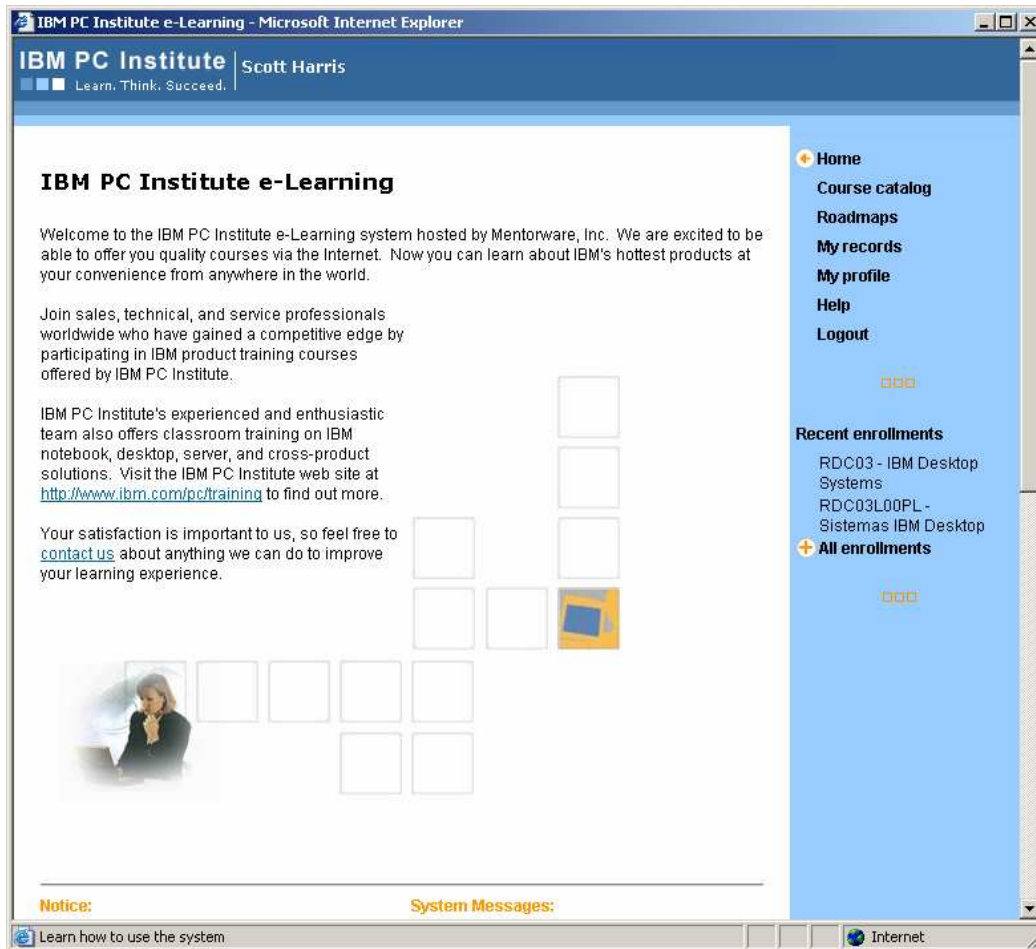 IBM PC Institute e-Learning - Microsoft Internet Explorer
IBM PC Institute
Learn. Think. Succeed.
Scott Harris
IBM PC Institute e-Learning
Welcome to the IBM PC Institute e-Learning system hosted by Mentorware, Inc. We are excited to be
able to offer you quality courses via the Internet. Now you can learn about IBM's hottest products at
your convenience from anywhere in the world.
Join sales, technical, and service professionals
worldwide who have gained a competitive edge by
participating in IBM product training courses
offered by IBM PC Institute.
IBM PC Institute's experienced and enthusiastic
team also offers classroom training on IBM
notebook, desktop, server, and cross-product
solutions. Visit the IBM PC Institute web site at
http://www.ibm.com/pc/training to find out more.
Your satisfaction is important to us, so feel free to
contact us about anything we can do to improve
your learning experience.
Notice:
System Messages:
Home
Course catalog
Roadmaps
My records
My profile
Help
Logout
Recent enrollments
RDC03 - IBM Desktop
Systems
RDC03L00PL -
Sistemas IBM Desktop
All enrollments
Learn how to use the system
Internet